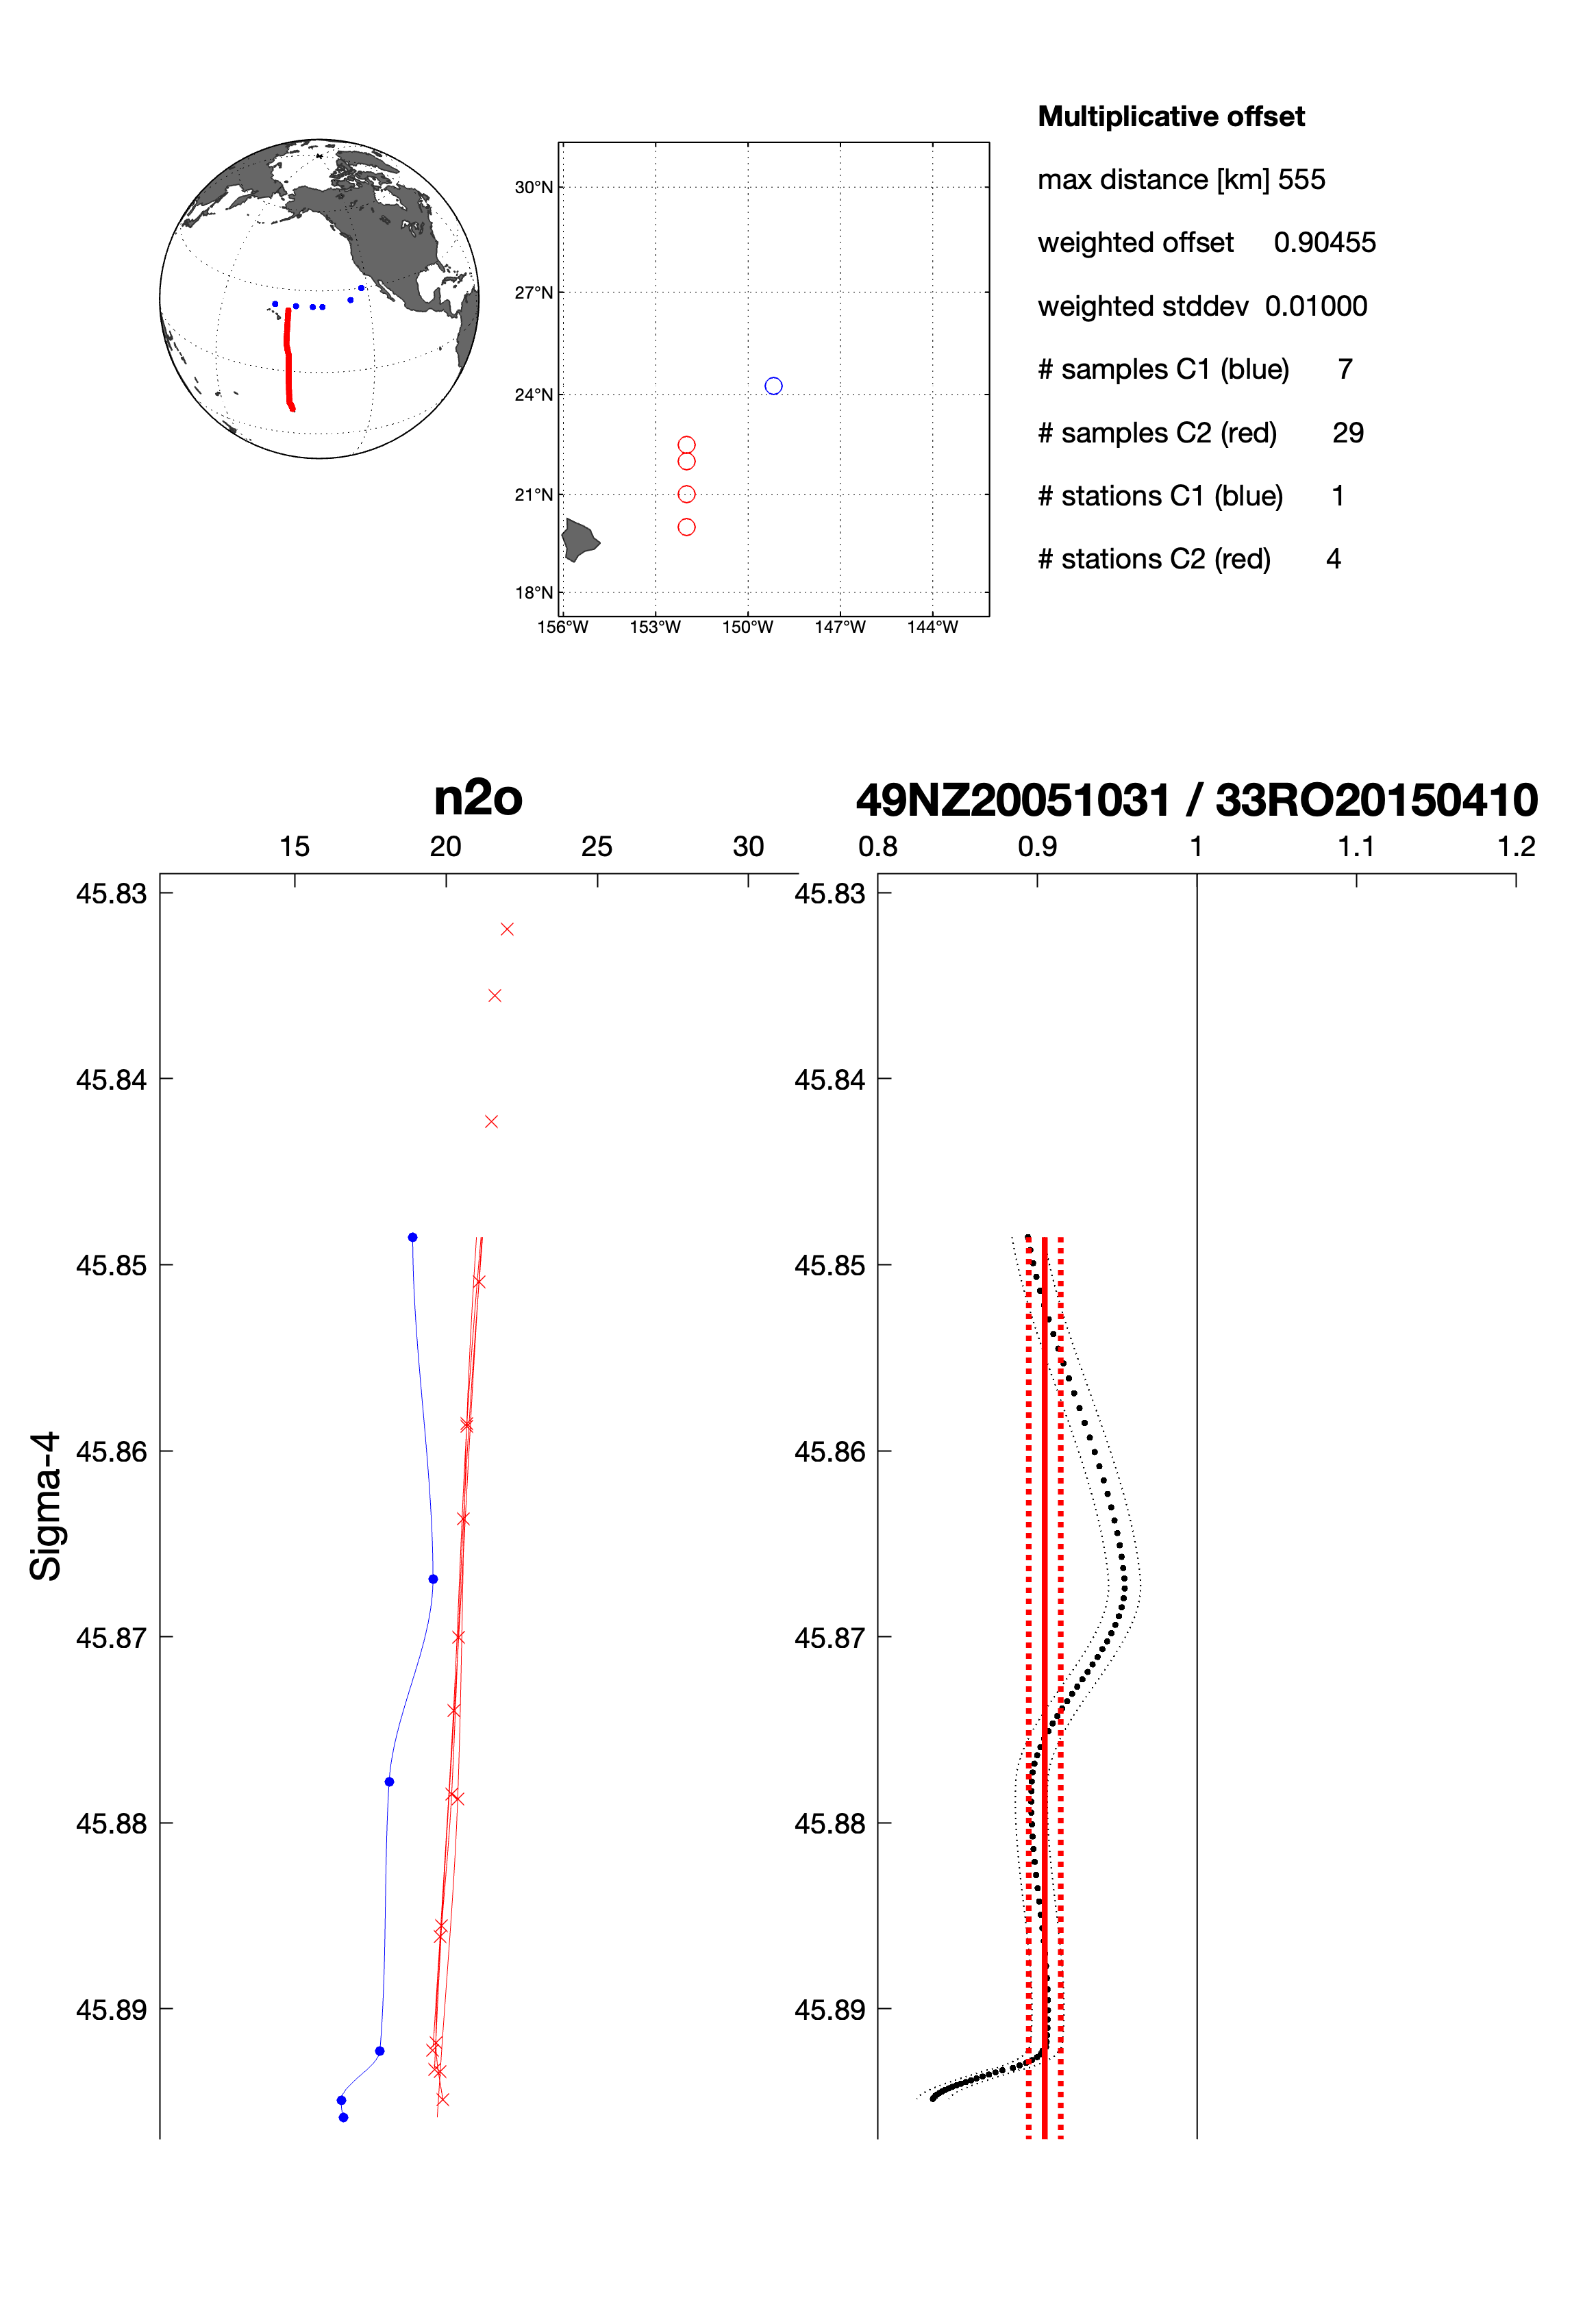 Multiplicative offset
max distance [km] 555
weighted offset 0.90455
weighted stddev 0.01000
# samples C1 (blue) 7
# samples C2 (red) 29
# stations C1 (blue) 1
# stations C2 (red) 4
30°N
27°N
24°N
21°N
18°N
156°W 153°W 150°W 147°W 144°W
n2o
15 20 25 30
45.83
45.84
45.85
45.86
45.87
45.88
45.89
Sigma-4
49NZ20051031 / 33RO20150410
0.8 0.9 1 1.1 1.2
45.83
45.84
45.85
45.86
45.87
45.88
45.89